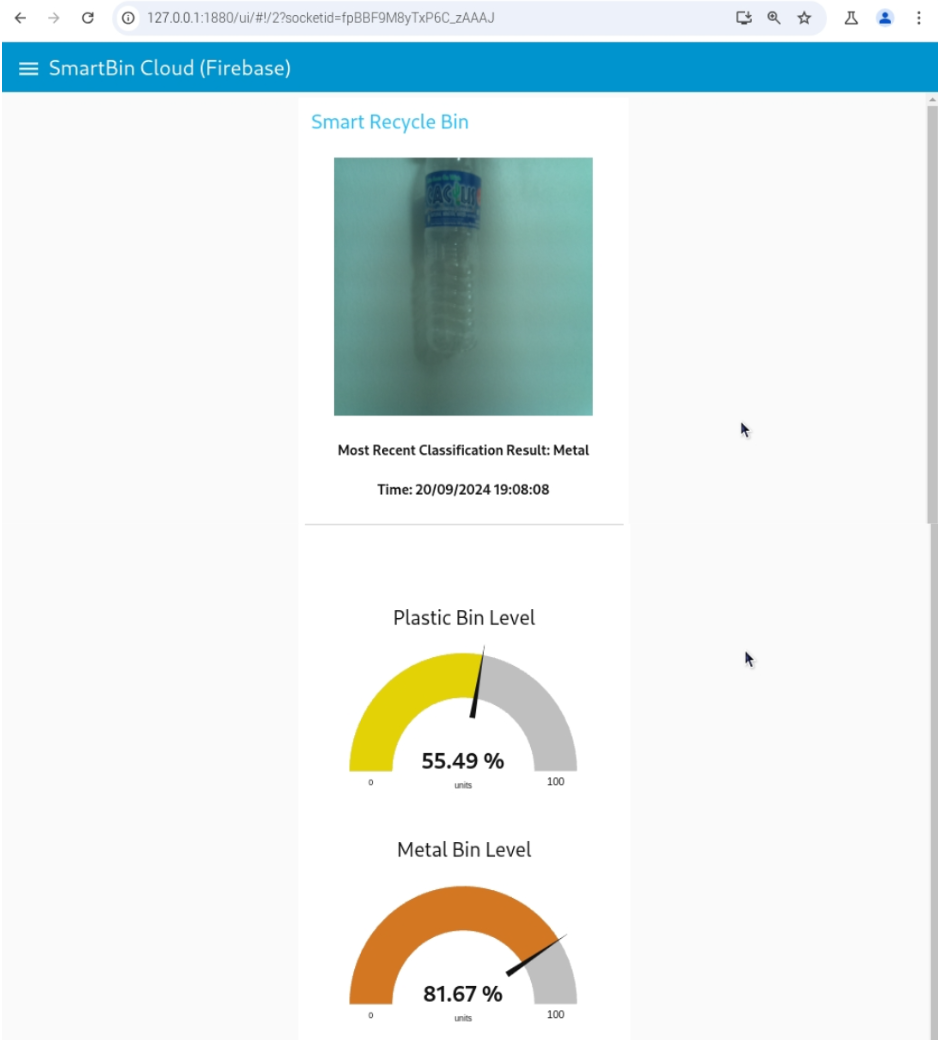 127.0.0.1:1880/ui/#!/2?socketid=fpBBF9M8yTxP6C_zAAAJ
SmartBin Cloud (Firebase)
Smart Recycle Bin
Most Recent Classification Result: Metal
Time: 20/09/2024 19:08:08
Plastic Bin Level
55.49 %
0
units
100
Metal Bin Level
81.67 %
0
units
100